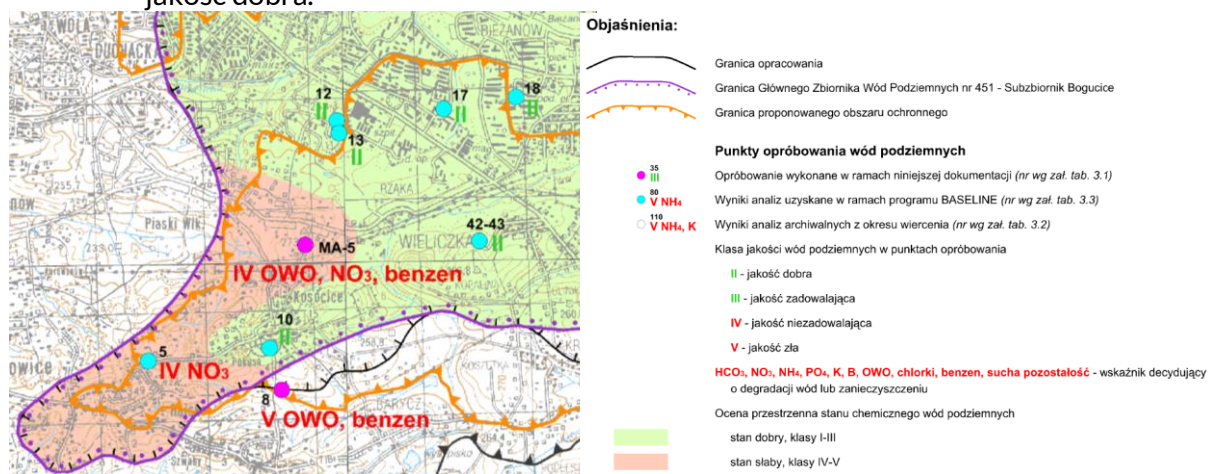 jakość dobra.
WOLA
DUCHACKA
BIEŻANÓW
12
II
17
II
18
II
13
II
RŻĄKA
255,7
Piaski Wlk.
42-43
WIELICZKA
II
MA-5
IV OWO, NO₃, benzen
Kosocice
10
II
5
IV NO₃
8
V OWO, benzen
BARYCZ
264,4
Objaśnienia:
Granica opracowania
Granica Głównego Zbiornika Wód Podziemnych nr 451 - Subzbiornik Bogucice
Granica proponowanego obszaru ochronnego
Punkty opróbowania wód podziemnych
35
III
Opróbowanie wykonane w ramach niniejszej dokumentacji (nr wg zał. tab. 3.1)
80
V NH₄
Wyniki analiz uzyskane w ramach programu BASELINE (nr wg zał. tab. 3.3)
110
V NH₄, K
Wyniki analiz archiwalnych z okresu wiercenia (nr wg zał. tab. 3.2)
Klasa jakości wód podziemnych w punktach opróbowania
II - jakość dobra
III - jakość zadowalająca
IV - jakość niezadowalająca
V - jakość zła
HCO₃, NO₃, NH₄, PO₄, K, B, OWO, chlorki, benzen, sucha pozostałość - wskaźnik decydujący
o degradacji wód lub zanieczyszczeniu
Ocena przestrzenna stanu chemicznego wód podziemnych
stan dobry, klasy I-III
stan słaby, klasy IV-V